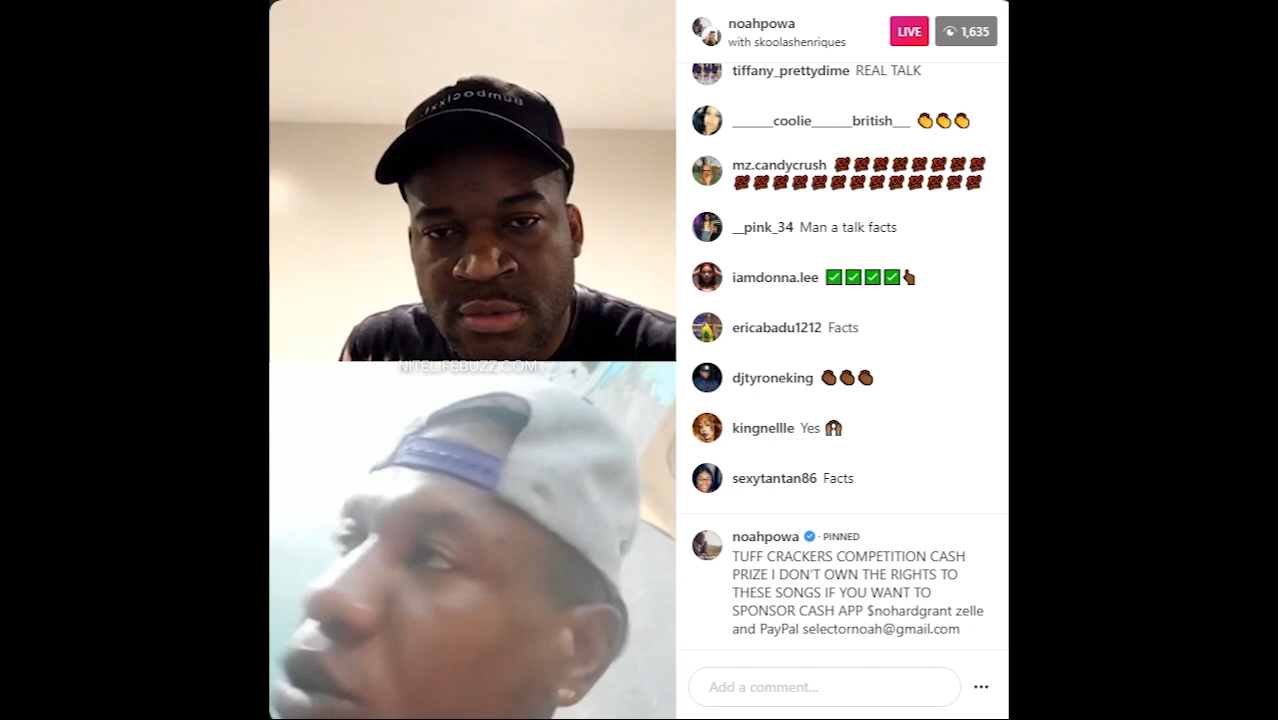 Bumboclxxt.
NITELIFEBUZZ.COM
noahpowa
with skoolashenriques
LIVE
1,635
tiffany_prettydime REAL TALK
______coolie______british___ 👏👏👏
mz.candycrush 💯💯💯💯💯💯💯💯
💯💯💯💯💯💯💯💯💯💯💯💯💯
__pink_34 Man a talk facts
iamdonna.lee ✅✅✅✅👆🏿
ericabadu1212 Facts
djtyroneking 👏🏿👏🏿👏🏿
kingnellle Yes 🙌🏿
sexytantan86 Facts
noahpowa · PINNED
TUFF CRACKERS COMPETITION CASH
PRIZE I DON'T OWN THE RIGHTS TO
THESE SONGS IF YOU WANT TO
SPONSOR CASH APP $nohardgrant zelle
and PayPal selectornoah@gmail.com
Add a comment...